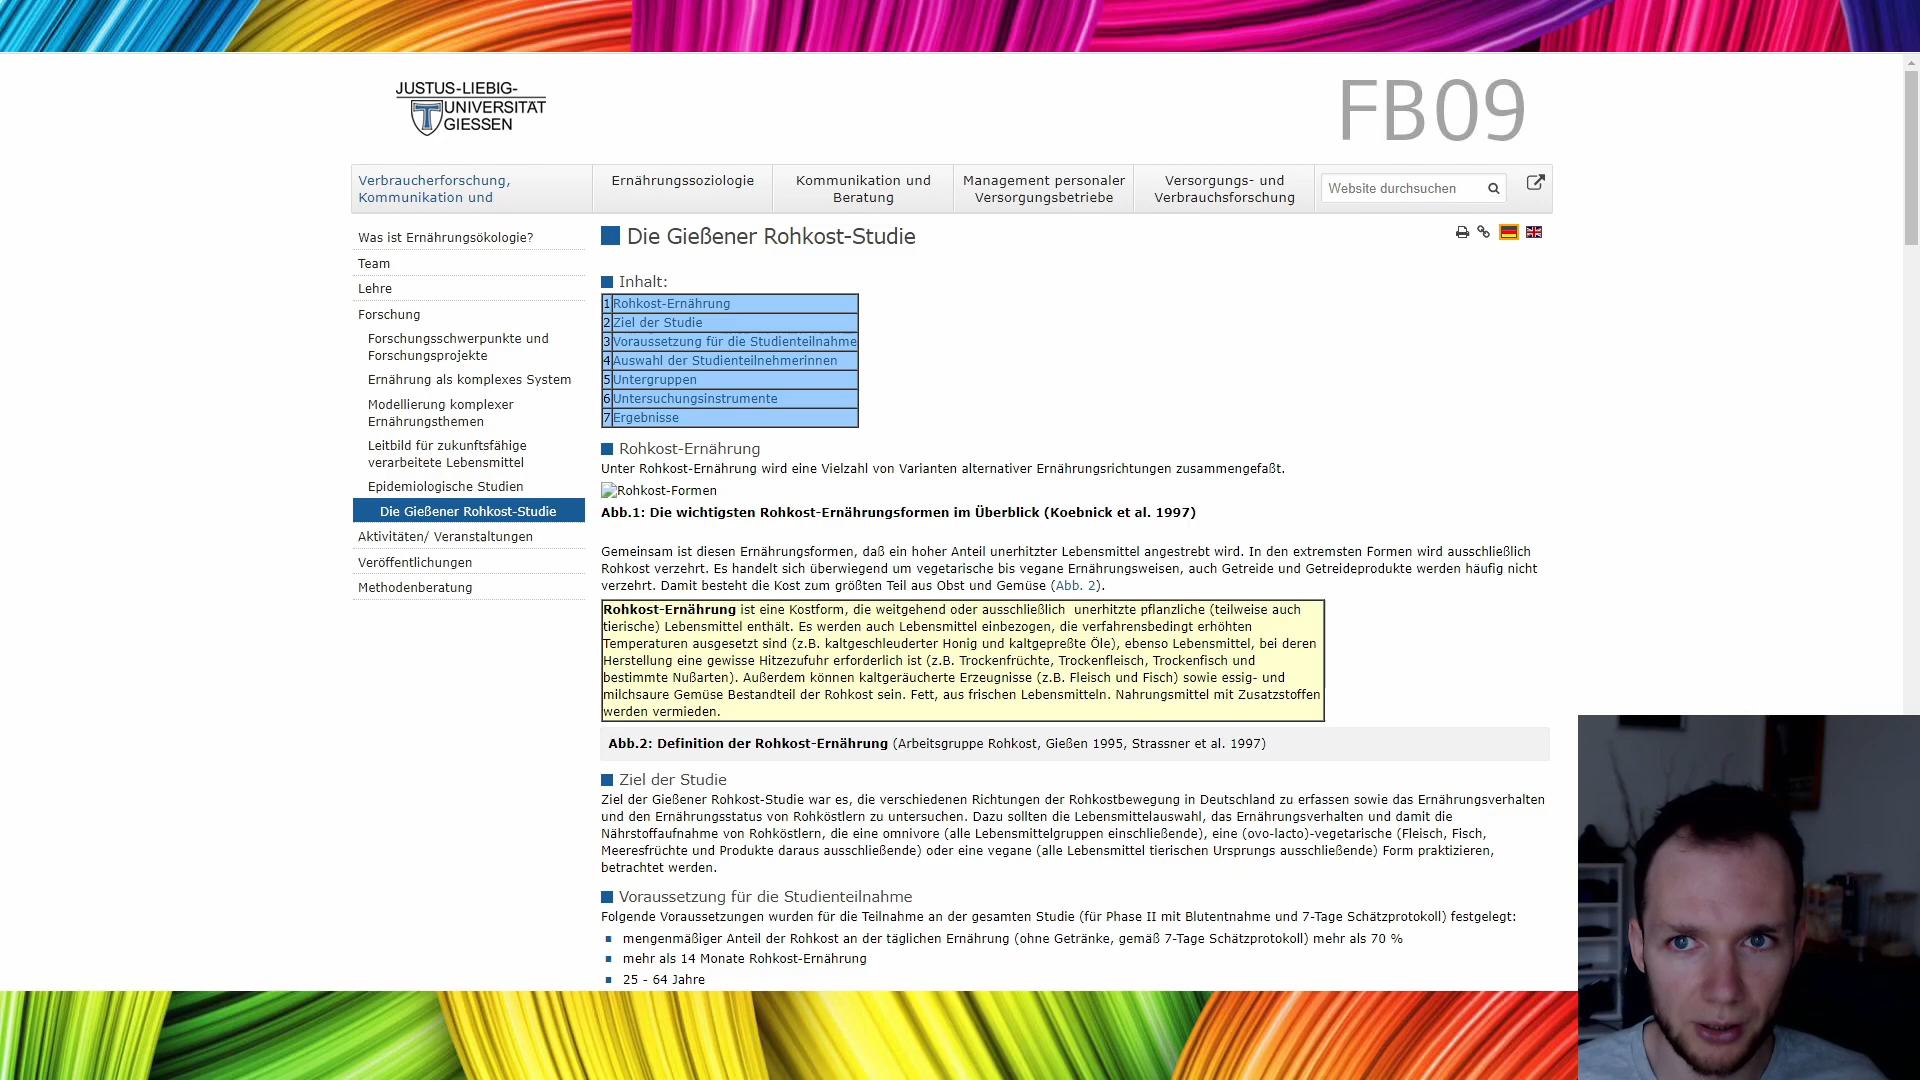 JUSTUS-LIEBIG-
UNIVERSITÄT
GIESSEN
FB09
Verbraucherforschung,
Kommunikation und
Ernährungssoziologie
Kommunikation und
Beratung
Management personaler
Versorgungsbetriebe
Versorgungs- und
Verbrauchsforschung
Website durchsuchen
Was ist Ernährungsökologie?
Team
Lehre
Forschung
Forschungsschwerpunkte und
Forschungsprojekte
Ernährung als komplexes System
Modellierung komplexer
Ernährungsthemen
Leitbild für zukunftsfähige
verarbeitete Lebensmittel
Epidemiologische Studien
Die Gießener Rohkost-Studie
Aktivitäten/ Veranstaltungen
Veröffentlichungen
Methodenberatung
Die Gießener Rohkost-Studie
Inhalt:
1 Rohkost-Ernährung
2 Ziel der Studie
3 Voraussetzung für die Studienteilnahme
4 Auswahl der Studienteilnehmerinnen
5 Untergruppen
6 Untersuchungsinstrumente
7 Ergebnisse
Rohkost-Ernährung
Unter Rohkost-Ernährung wird eine Vielzahl von Varianten alternativer Ernährungsrichtungen zusammengefaßt.
Rohkost-Formen
Abb.1: Die wichtigsten Rohkost-Ernährungsformen im Überblick (Koebnick et al. 1997)
Gemeinsam ist diesen Ernährungsformen, daß ein hoher Anteil unerhitzter Lebensmittel angestrebt wird. In den extremsten Formen wird ausschließlich
Rohkost verzehrt. Es handelt sich überwiegend um vegetarische bis vegane Ernährungsweisen, auch Getreide und Getreideprodukte werden häufig nicht
verzehrt. Damit besteht die Kost zum größten Teil aus Obst und Gemüse (Abb. 2).
Rohkost-Ernährung ist eine Kostform, die weitgehend oder ausschließlich unerhitzte pflanzliche (teilweise auch
tierische) Lebensmittel enthält. Es werden auch Lebensmittel einbezogen, die verfahrensbedingt erhöhten
Temperaturen ausgesetzt sind (z.B. kaltgeschleuderter Honig und kaltgepreßte Öle), ebenso Lebensmittel, bei deren
Herstellung eine gewisse Hitzezufuhr erforderlich ist (z.B. Trockenfrüchte, Trockenfleisch, Trockenfisch und
bestimmte Nußarten). Außerdem können kaltgeräucherte Erzeugnisse (z.B. Fleisch und Fisch) sowie essig- und
milchsaure Gemüse Bestandteil der Rohkost sein. Fett, aus frischen Lebensmitteln. Nahrungsmittel mit Zusatzstoffen
werden vermieden.
Abb.2: Definition der Rohkost-Ernährung (Arbeitsgruppe Rohkost, Gießen 1995, Strassner et al. 1997)
Ziel der Studie
Ziel der Gießener Rohkost-Studie war es, die verschiedenen Richtungen der Rohkostbewegung in Deutschland zu erfassen sowie das Ernährungsverhalten
und den Ernährungsstatus von Rohköstlern zu untersuchen. Dazu sollten die Lebensmittelauswahl, das Ernährungsverhalten und damit die
Nährstoffaufnahme von Rohköstlern, die eine omnivore (alle Lebensmittelgruppen einschließende), eine (ovo-lacto)-vegetarische (Fleisch, Fisch,
Meeresfrüchte und Produkte daraus ausschließende) oder eine vegane (alle Lebensmittel tierischen Ursprungs ausschließende) Form praktizieren,
betrachtet werden.
Voraussetzung für die Studienteilnahme
Folgende Voraussetzungen wurden für die Teilnahme an der gesamten Studie (für Phase II mit Blutentnahme und 7-Tage Schätzprotokoll) festgelegt:
mengenmäßiger Anteil der Rohkost an der täglichen Ernährung (ohne Getränke, gemäß 7-Tage Schätzprotokoll) mehr als 70 %
mehr als 14 Monate Rohkost-Ernährung
25 - 64 Jahre